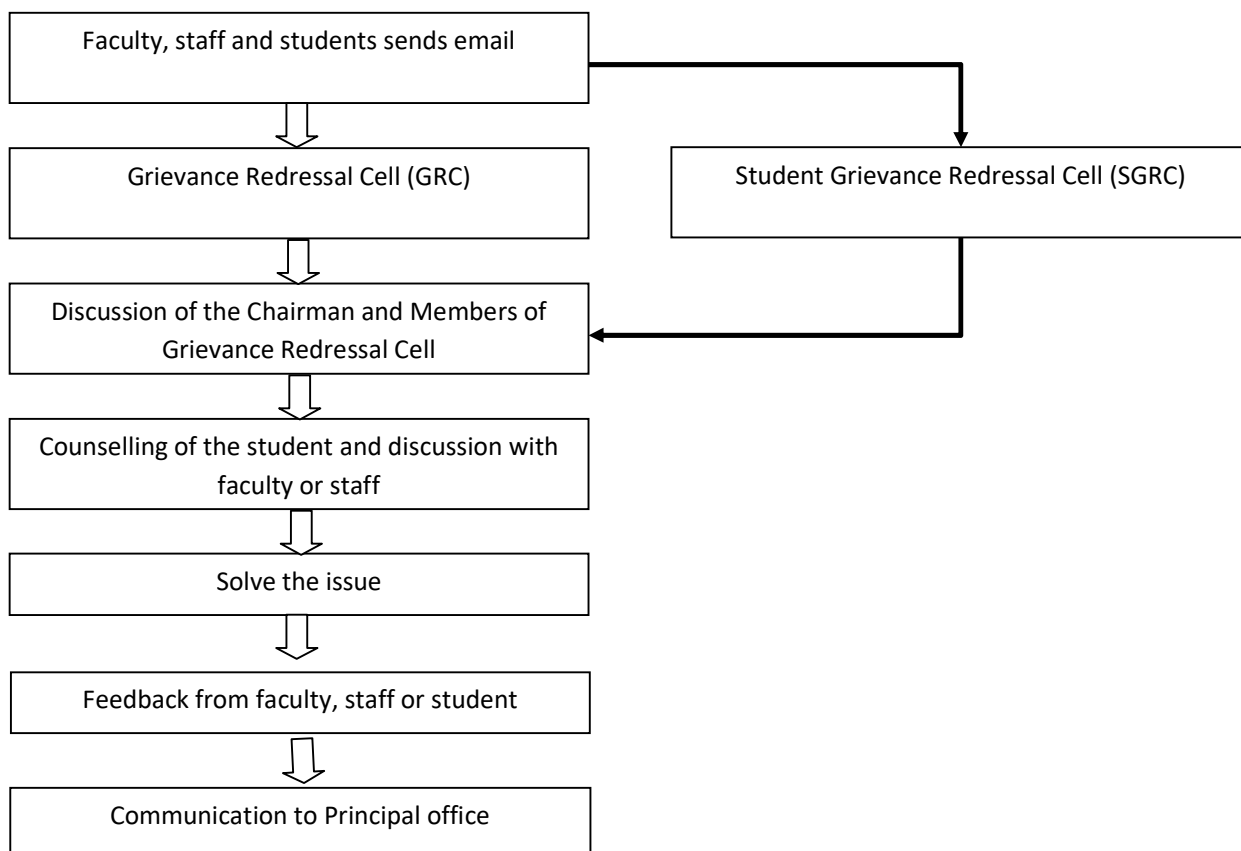 Faculty, staff and students sends email
Grievance Redressal Cell (GRC)
Student Grievance Redressal Cell (SGRC)
Discussion of the Chairman and Members of
Grievance Redressal Cell
Counselling of the student and discussion with
faculty or staff
Solve the issue
Feedback from faculty, staff or student
Communication to Principal office